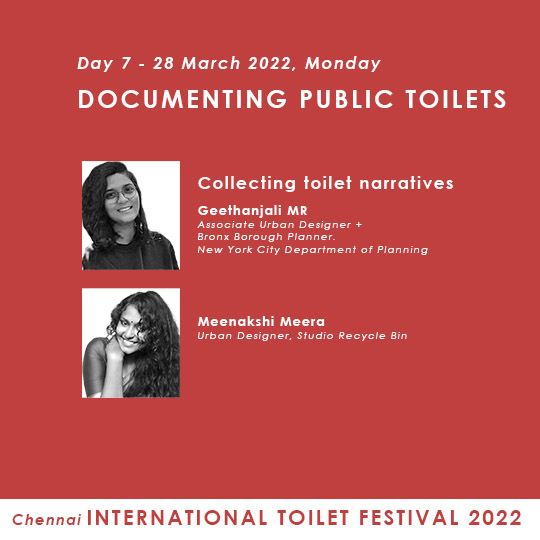 Day 7 - 28 March 2022, Monday
DOCUMENTING PUBLIC TOILETS
Collecting toilet narratives
Geethanjali MR
Associate Urban Designer +
Bronx Borough Planner.
New York City Department of Planning
Meenakshi Meera
Urban Designer, Studio Recycle Bin
Chennai INTERNATIONAL TOILET FESTIVAL 2022